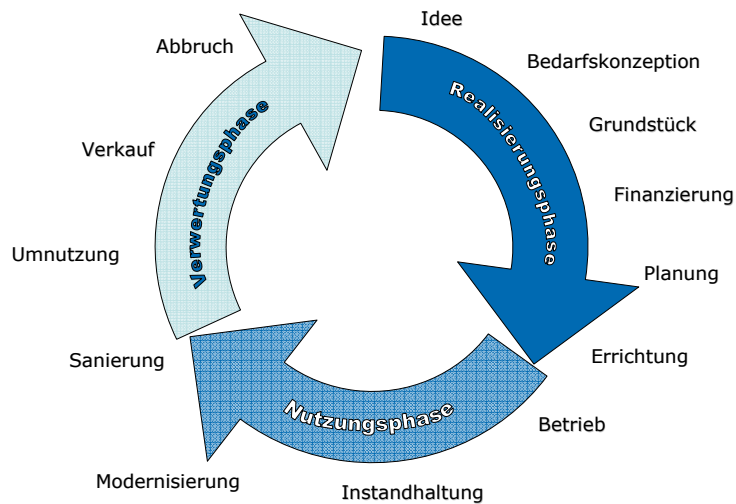 Idee
Bedarfskonzeption
Grundstück
Finanzierung
Planung
Errichtung
Betrieb
Instandhaltung
Modernisierung
Sanierung
Umnutzung
Verkauf
Abbruch
Realisierungsphase
Nutzungsphase
Verwertungsphase